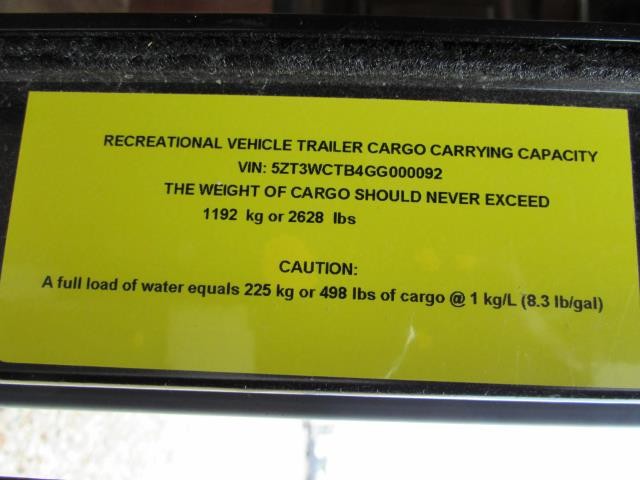 RECREATIONAL VEHICLE TRAILER CARGO CARRYING CAPACITY
VIN: 5ZT3WCTB4GG000092
THE WEIGHT OF CARGO SHOULD NEVER EXCEED
1192 kg or 2628 lbs
CAUTION:
A full load of water equals 225 kg or 498 lbs of cargo @ 1 kg/L (8.3 lb/gal)